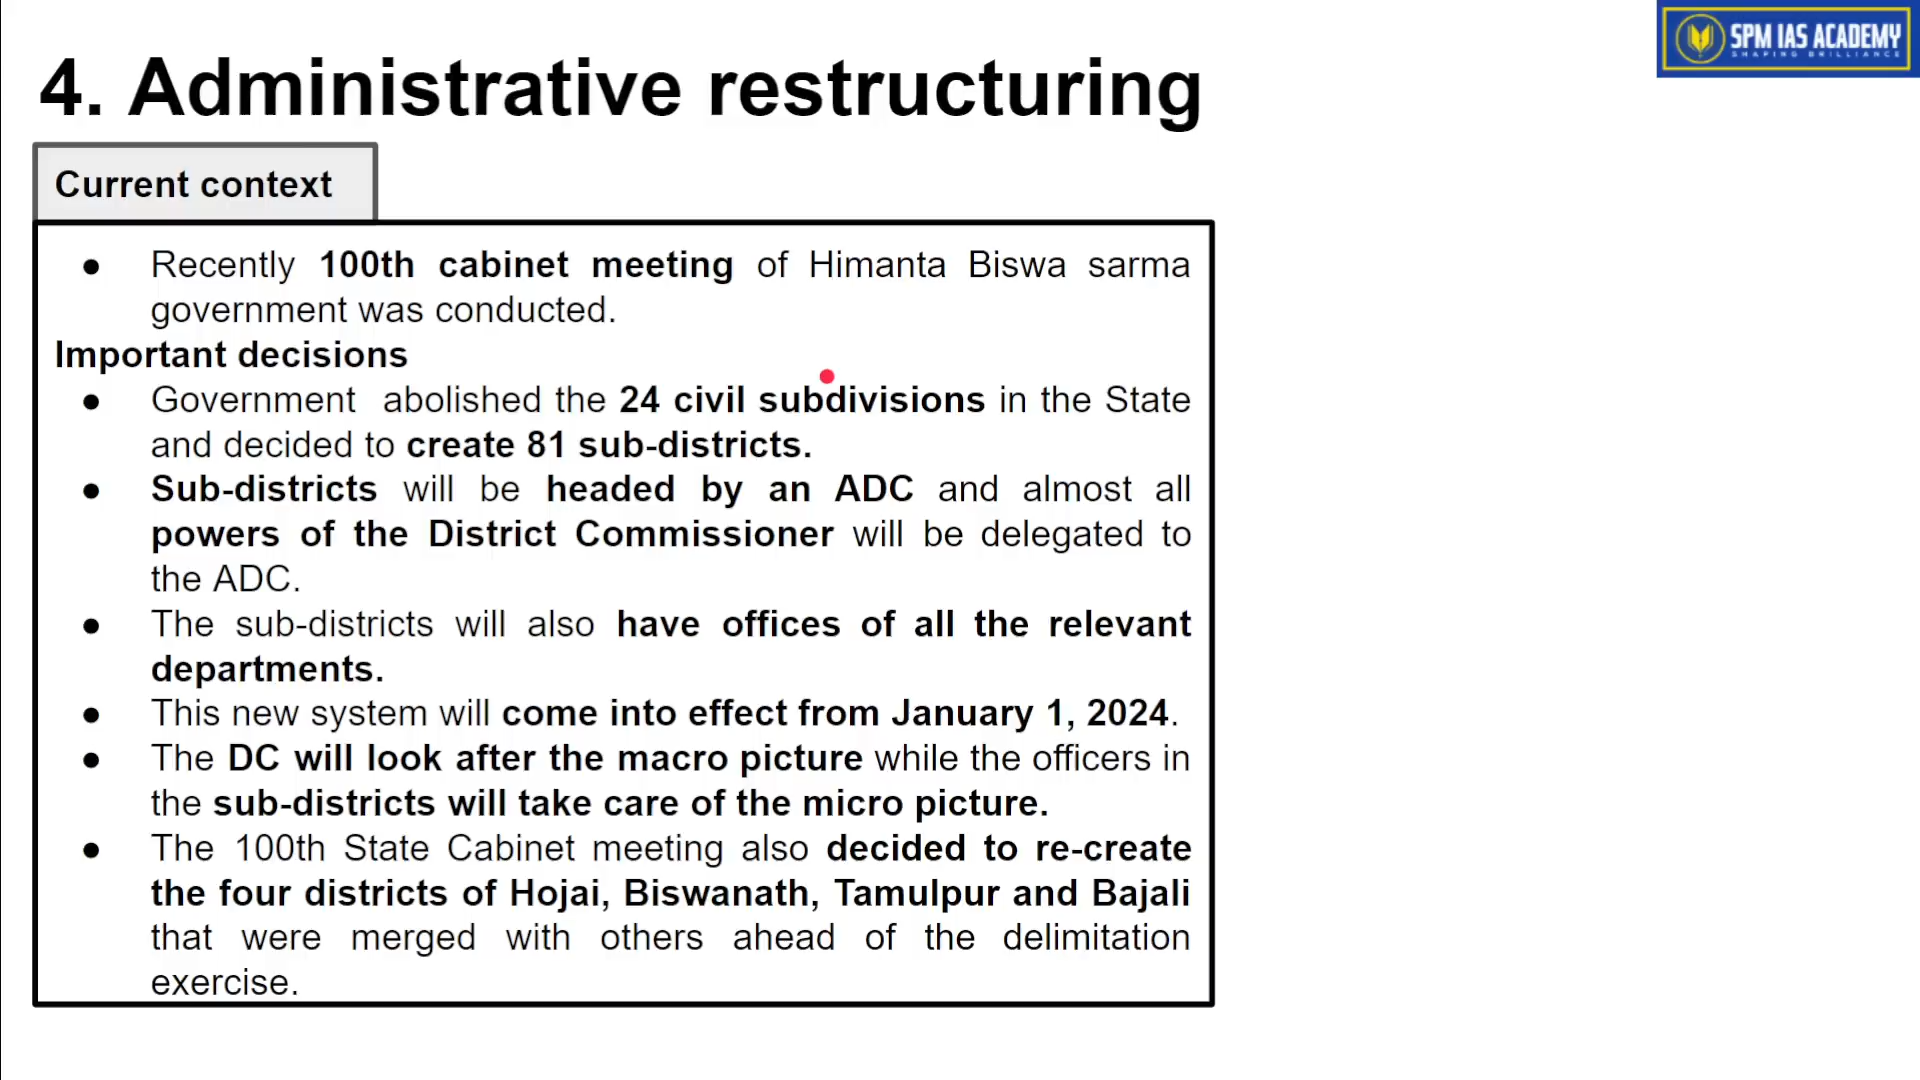 SPM IAS ACADEMY
SHAPING BRILLIANCE
4. Administrative restructuring
Current context
● Recently 100th cabinet meeting of Himanta Biswa sarma
government was conducted.
Important decisions
● Government abolished the 24 civil subdivisions in the State
and decided to create 81 sub-districts.
● Sub-districts will be headed by an ADC and almost all
powers of the District Commissioner will be delegated to
the ADC.
● The sub-districts will also have offices of all the relevant
departments.
● This new system will come into effect from January 1, 2024.
● The DC will look after the macro picture while the officers in
the sub-districts will take care of the micro picture.
● The 100th State Cabinet meeting also decided to re-create
the four districts of Hojai, Biswanath, Tamulpur and Bajali
that were merged with others ahead of the delimitation
exercise.